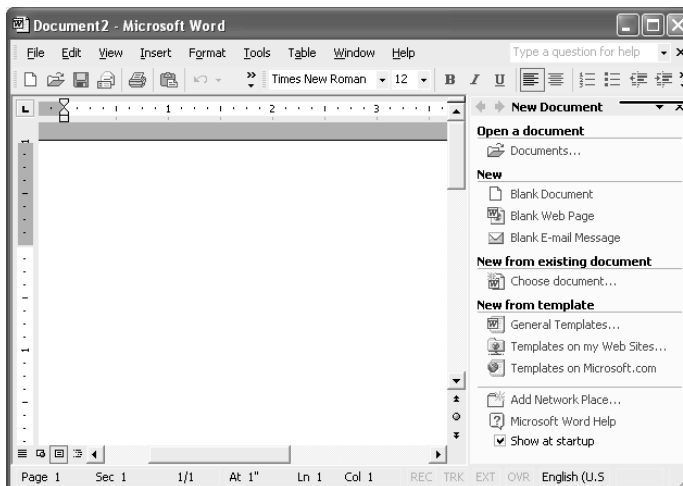 Document2 - Microsoft Word
File Edit View Insert Format Tools Table Window Help Type a question for help
Times New Roman 12 B I U
L 1 2 3
New Document
Open a document
Documents...
New
Blank Document
Blank Web Page
Blank E-mail Message
New from existing document
Choose document...
New from template
General Templates...
Templates on my Web Sites...
Templates on Microsoft.com
Add Network Place...
Microsoft Word Help
Show at startup
1
1
Page 1 Sec 1 1/1 At 1" Ln 1 Col 1 REC TRK EXT OVR English (U.S